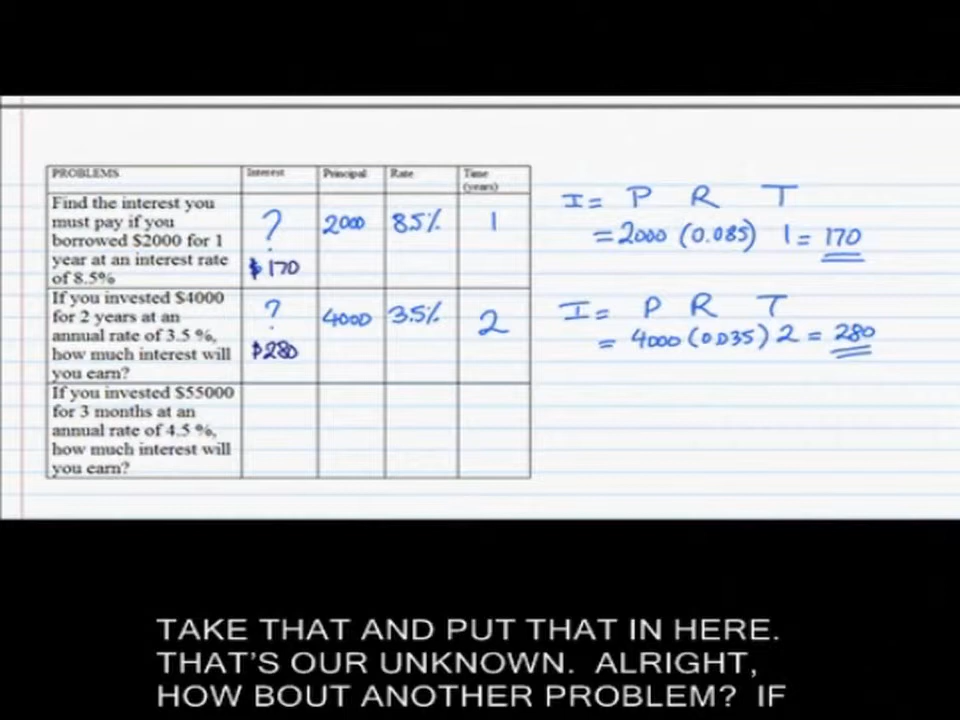 PROBLEMS Interest Principal Rate Time (years)
Find the interest you must pay if you borrowed $2000 for 1 year at an interest rate of 8.5%
? $170 2000 8.5% 1
I = P R T
= 2000 (0.085) 1 = 170
If you invested $4000 for 2 years at an annual rate of 3.5 %, how much interest will you earn?
? $280 4000 3.5% 2
I = P R T
= 4000 (0.035) 2 = 280
If you invested $55000 for 3 months at an annual rate of 4.5 %, how much interest will you earn?
TAKE THAT AND PUT THAT IN HERE.
THAT'S OUR UNKNOWN. ALRIGHT,
HOW BOUT ANOTHER PROBLEM? IF